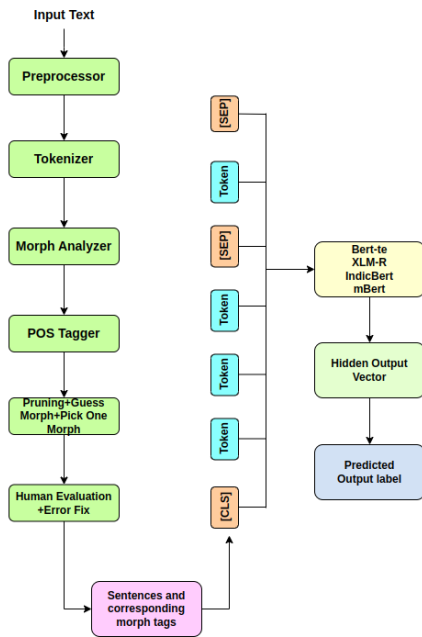 Input Text
Preprocessor
Tokenizer
Morph Analyzer
POS Tagger
Pruning+Guess
Morph+Pick One
Morph
Human Evaluation
+Error Fix
Sentences and
corresponding
morph tags
[SEP]
Token
[SEP]
Token
Token
Token
[CLS]
Bert-te
XLM-R
IndicBert
mBert
Hidden Output
Vector
Predicted
Output label